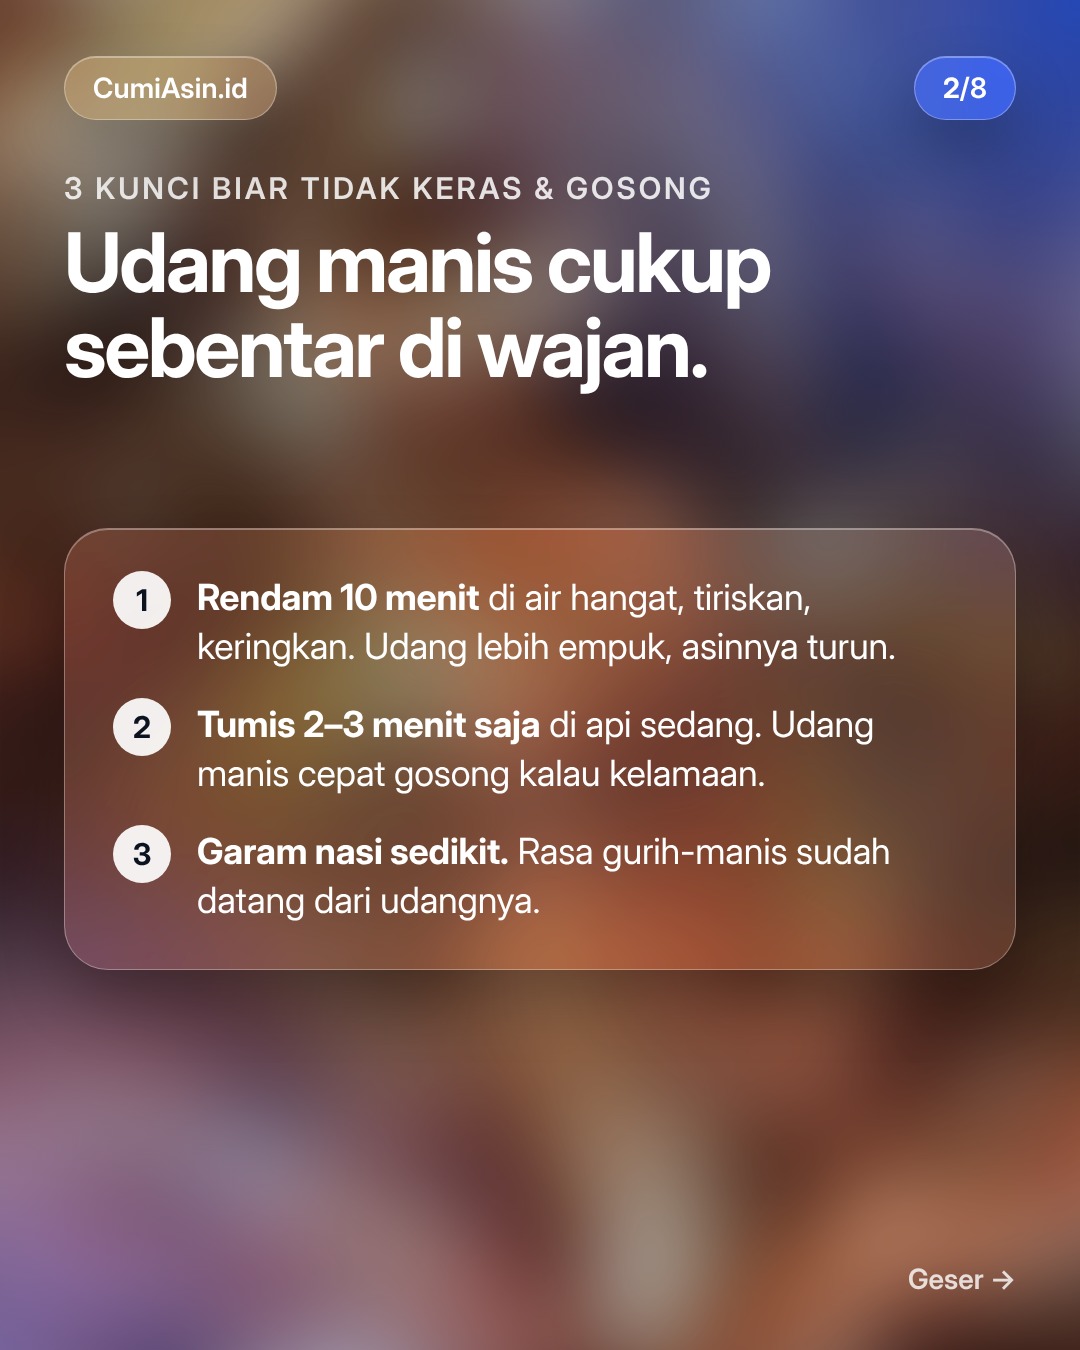 CumiAsin.id
2/8
3 KUNCI BIAR TIDAK KERAS & GOSONG
Udang manis cukup
sebentar di wajan.
1 Rendam 10 menit di air hangat, tiriskan,
keringkan. Udang lebih empuk, asinnya turun.
2 Tumis 2–3 menit saja di api sedang. Udang
manis cepat gosong kalau kelamaan.
3 Garam nasi sedikit. Rasa gurih-manis sudah
datang dari udangnya.
Geser →